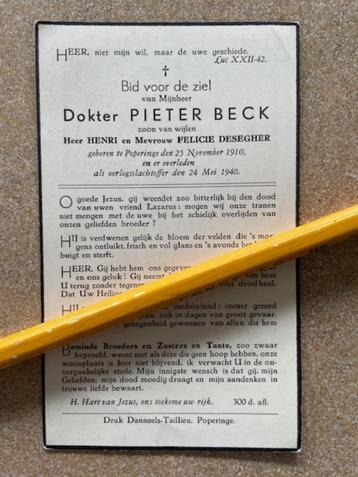 HEER, niet mijn wil, maar de uwe geschiede.
Luc XXII-42.
Bid voor de ziel
van Mijnheer
Dokter PIETER BECK
zoon van wijlen
Heer HENRI en Mevrouw FELICIE DESEGHER
geboren te Poperinge den 25 November 1910,
en er overleden
als oorlogsslachtoffer den 24 Mei 1940.
O goede Jezus, gij weendet zoo bitterlijk bij den dood
van uwen vriend Lazarus: mogen wij onze tranen
niet mengen met de uwe bij het schielijk overlijden van
onzen geliefden broeder ?
HIJ is verdwenen gelijk de bloem der velden die 's
ontluikt, frisch en vol glans en 's avonds
buigt en sterft.
HEER, Gij hebt hem ons gegeven
en ons geluk! Gij hebt hem
U terug zonder tegen
Dat Uw Heilig
HIJ medelijdend: immer gereed
ook in dagen van groot gevaar.
genegenheid gewonnen van allen die hem
Beminde Broeders en Zusters en Tante, zoo zwaar
beproefd, weent niet als deze die geen hoop hebben, onze
woonplaats is hier niet blijvend, ik verwacht U in de on-
vergankelijkheid. Mijn innigste wensch is dat gij, mijn
Geliefden, mijn dood moedig draagt en mijn aandenken
in trouwe liefde bewaart.
H. Hart van Jezus, ons toekome uw rijk. 300 d. afl.
Druk Danneels-Taillieu, Poperinge.